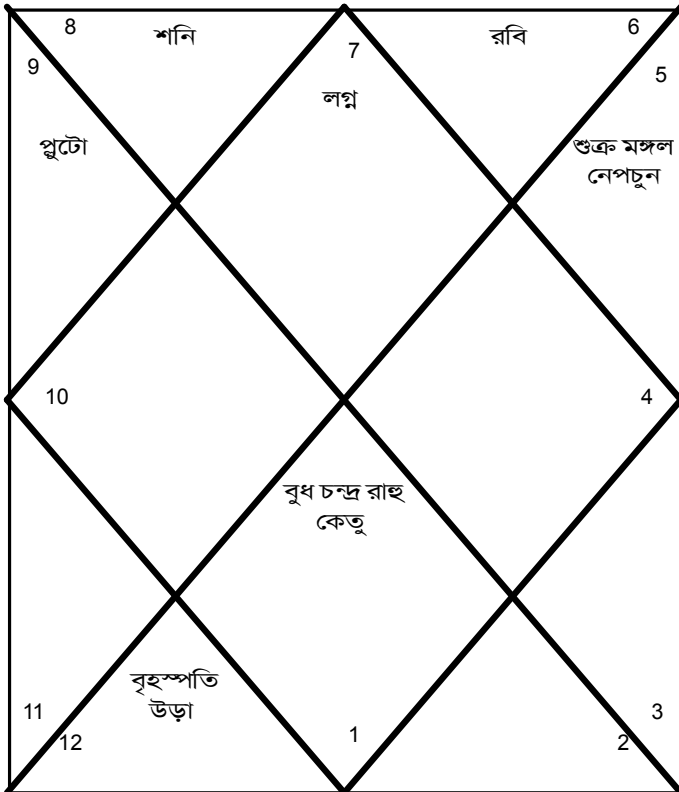 8
শনি
7
রবি
6
9
5
লগ্ন
প্লুটো
শুক্র মঙ্গল
নেপচুন
10
4
বুধ চন্দ্র রাহু
কেতু
বৃহস্পতি
উড়া
11
3
12
1
2